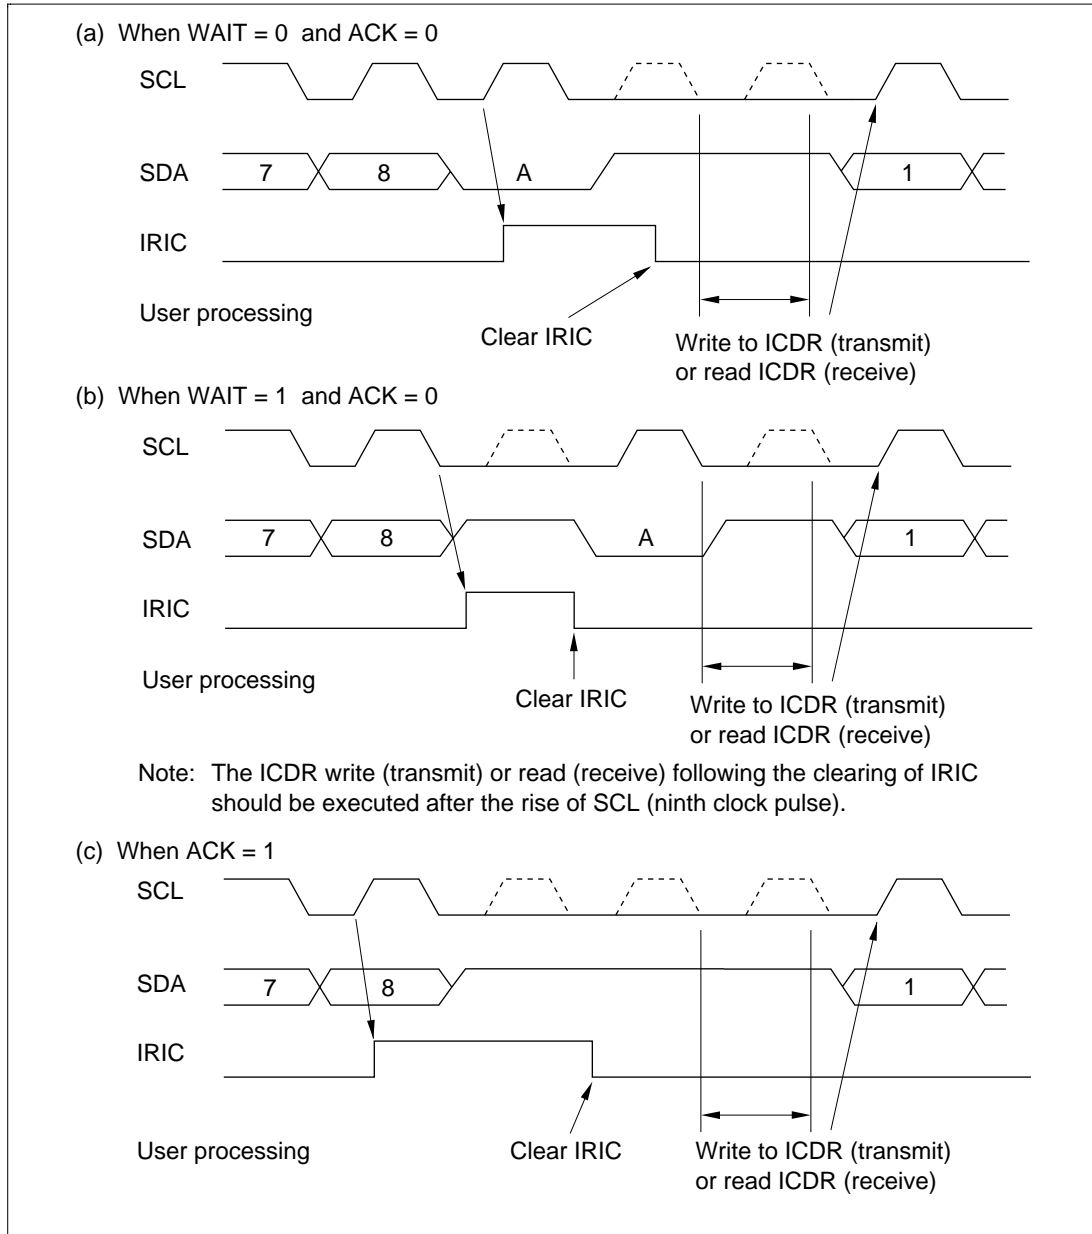 (a) When WAIT = 0 and ACK = 0
SCL
SDA
7
8
A
1
IRIC
User processing
Clear IRIC
Write to ICDR (transmit)
or read ICDR (receive)
(b) When WAIT = 1 and ACK = 0
SCL
SDA
7
8
A
1
IRIC
User processing
Clear IRIC
Write to ICDR (transmit)
or read ICDR (receive)
Note: The ICDR write (transmit) or read (receive) following the clearing of IRIC
should be executed after the rise of SCL (ninth clock pulse).
(c) When ACK = 1
SCL
SDA
7
8
1
IRIC
User processing
Clear IRIC
Write to ICDR (transmit)
or read ICDR (receive)